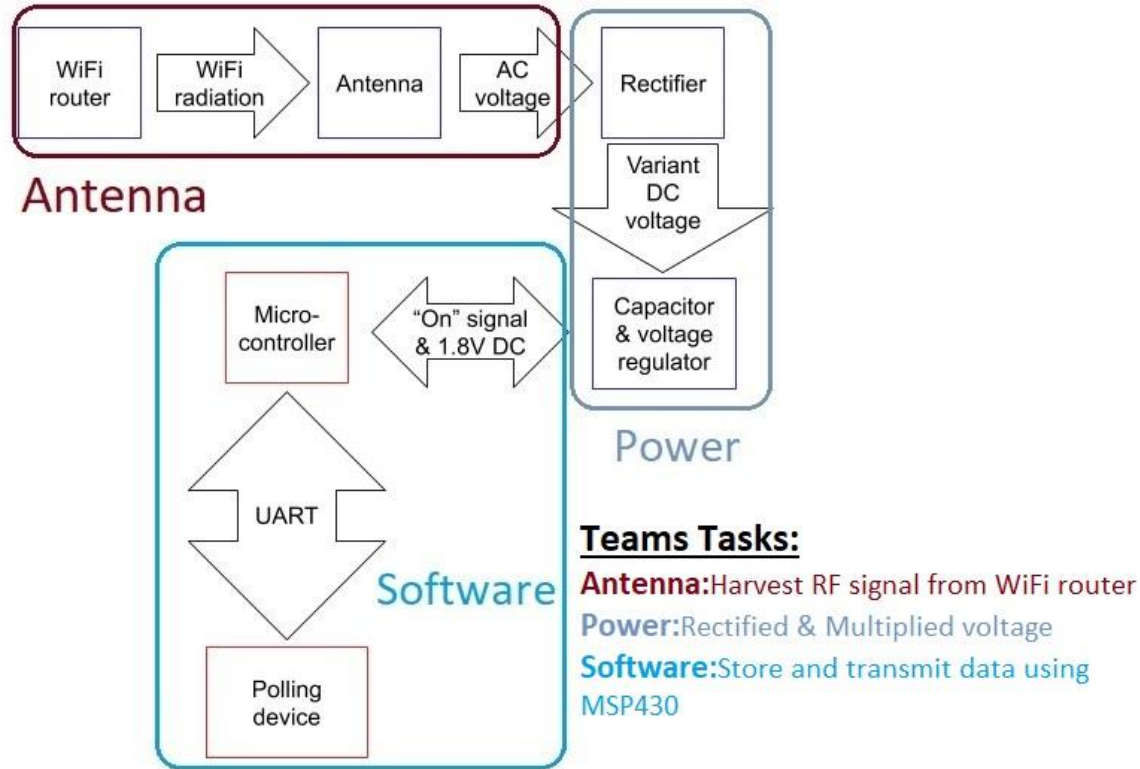 WiFi
router
WiFi
radiation
Antenna
AC
voltage
Rectifier
Antenna
Variant
DC
voltage
Micro-
controller
“On” signal
& 1.8V DC
Capacitor
& voltage
regulator
Power
UART
Software
Polling
device
Teams Tasks:
Antenna:Harvest RF signal from WiFi router
Power:Rectified & Multiplied voltage
Software:Store and transmit data using
MSP430